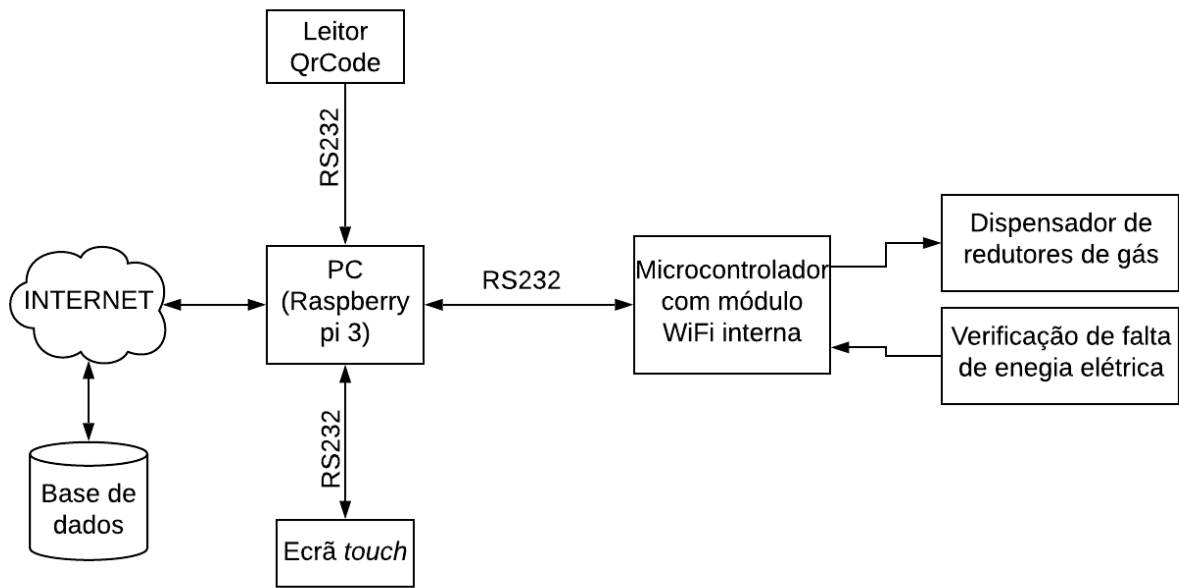 Leitor
QrCode
RS232
INTERNET
PC
(Raspberry
pi 3)
RS232
Microcontrolador
com módulo
WiFi interna
Dispensador de
redutores de gás
Verificação de falta
de enegia elétrica
RS232
Base de
dados
Ecrã touch